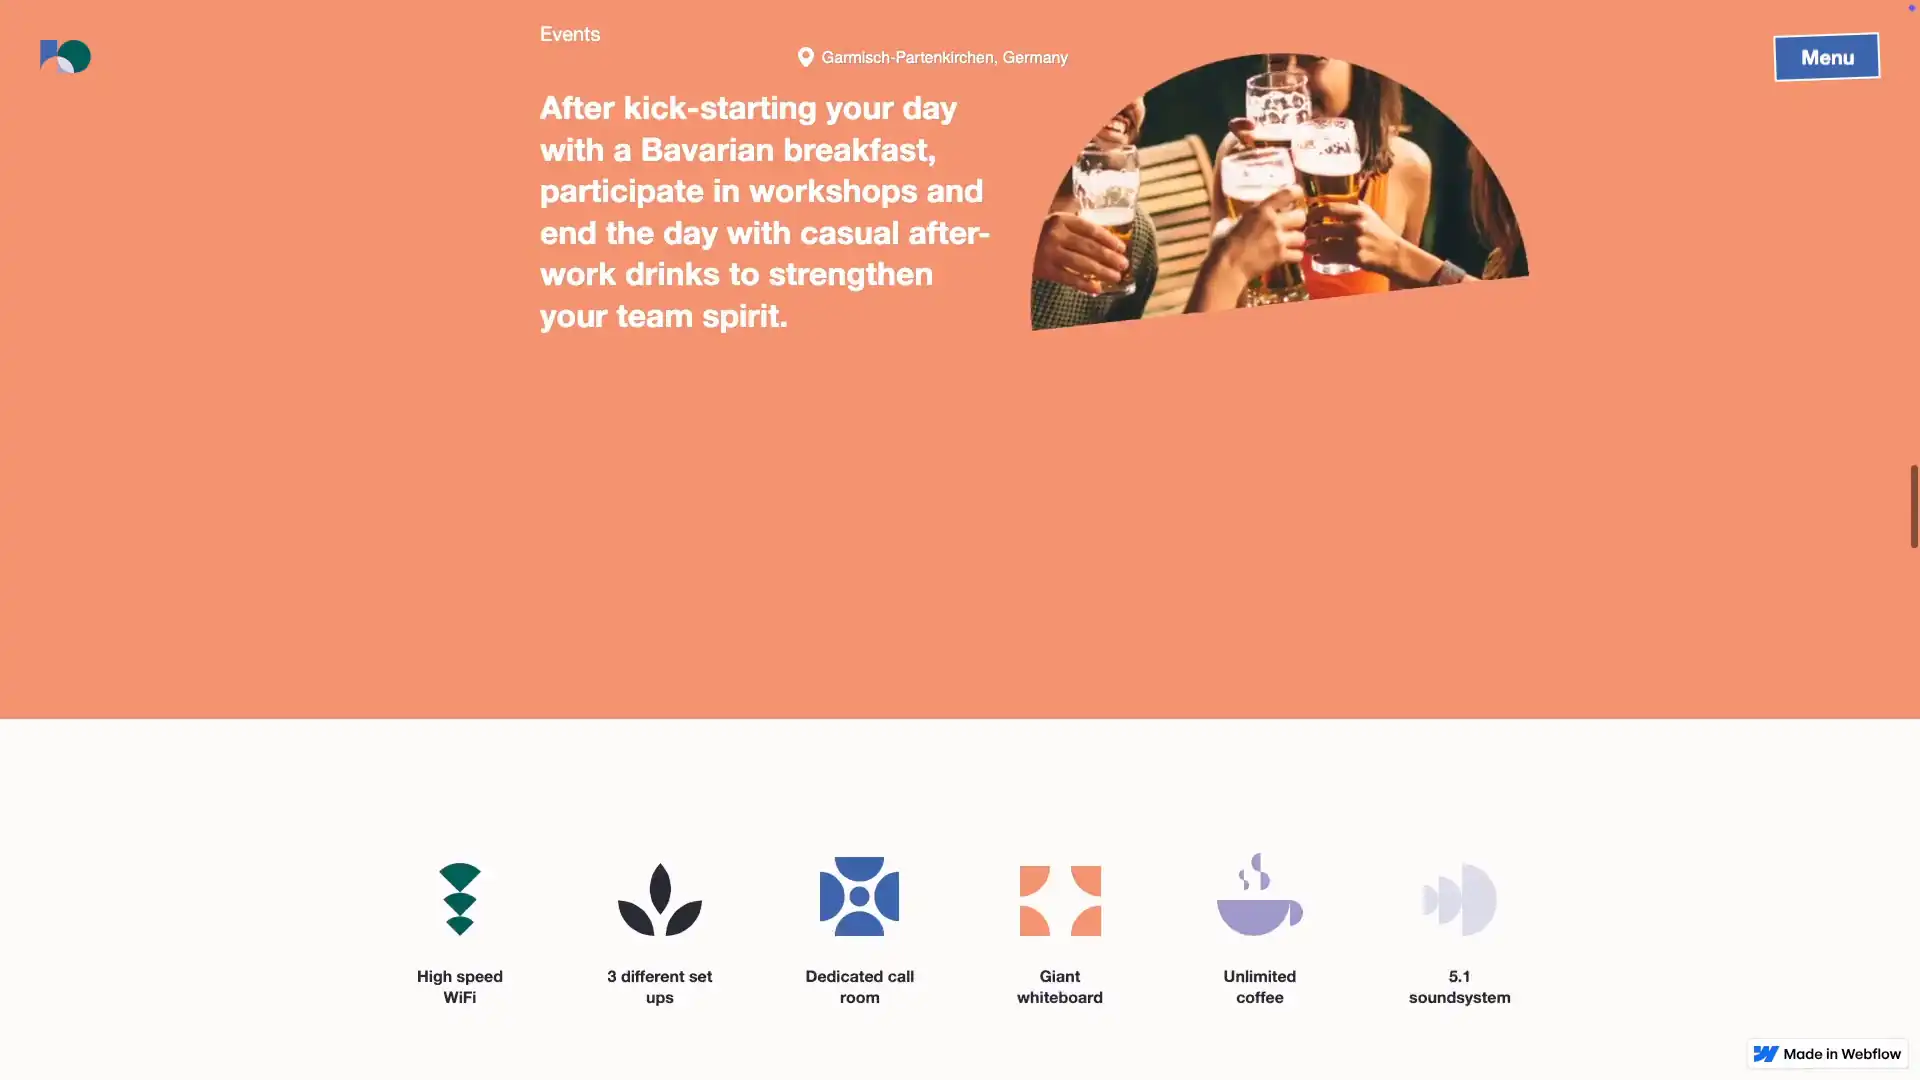 Events
Garmisch-Partenkirchen, Germany
Menu
After kick-starting your day
with a Bavarian breakfast,
participate in workshops and
end the day with casual after-
work drinks to strengthen
your team spirit.
High speed
WiFi
3 different set
ups
Dedicated call
room
Giant
whiteboard
Unlimited
coffee
5.1
soundsystem
Made in Webflow